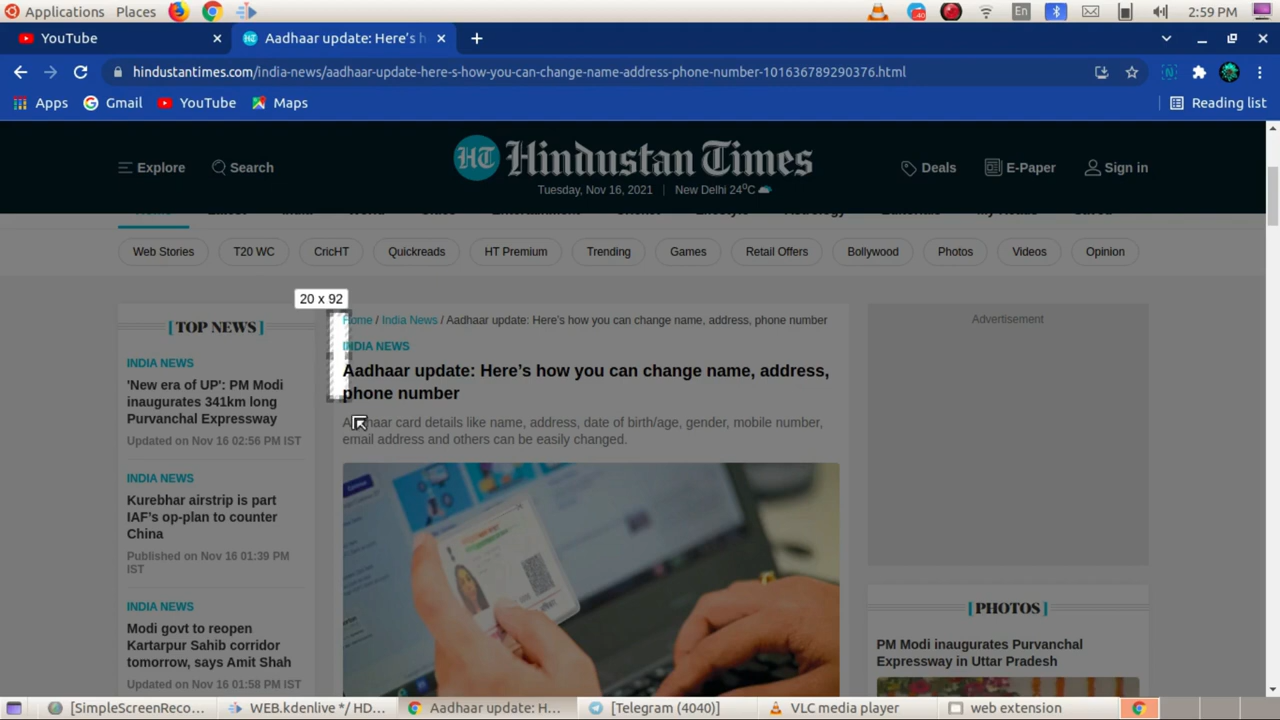 Applications Places En 2:59 PM
YouTube Aadhaar update: Here's h
hindustantimes.com/india-news/aadhaar-update-here-s-how-you-can-change-name-address-phone-number-101636789290376.html
Apps Gmail YouTube Maps Reading list
Explore Search HT Hindustan Times Deals E-Paper Sign in
Tuesday, Nov 16, 2021 New Delhi 24°C
Web Stories T20 WC CricHT Quickreads HT Premium Trending Games Retail Offers Bollywood Photos Videos Opinion
20 x 92
[ TOP NEWS ]
INDIA NEWS
'New era of UP': PM Modi
inaugurates 341km long
Purvanchal Expressway
Updated on Nov 16 02:56 PM IST
INDIA NEWS
Kurebhar airstrip is part
IAF's op-plan to counter
China
Published on Nov 16 01:39 PM
IST
INDIA NEWS
Modi govt to reopen
Kartarpur Sahib corridor
tomorrow, says Amit Shah
Updated on Nov 16 01:58 PM IST
Home / India News / Aadhaar update: Here's how you can change name, address, phone number
INDIA NEWS
Aadhaar update: Here's how you can change name, address,
phone number
Aadhaar card details like name, address, date of birth/age, gender, mobile number,
email address and others can be easily changed.
Advertisement
[ PHOTOS ]
PM Modi inaugurates Purvanchal
Expressway in Uttar Pradesh
[SimpleScreenReco... WEB.kdenlive */ HD... Aadhaar update: H... [Telegram (4040)] VLC media player web extension